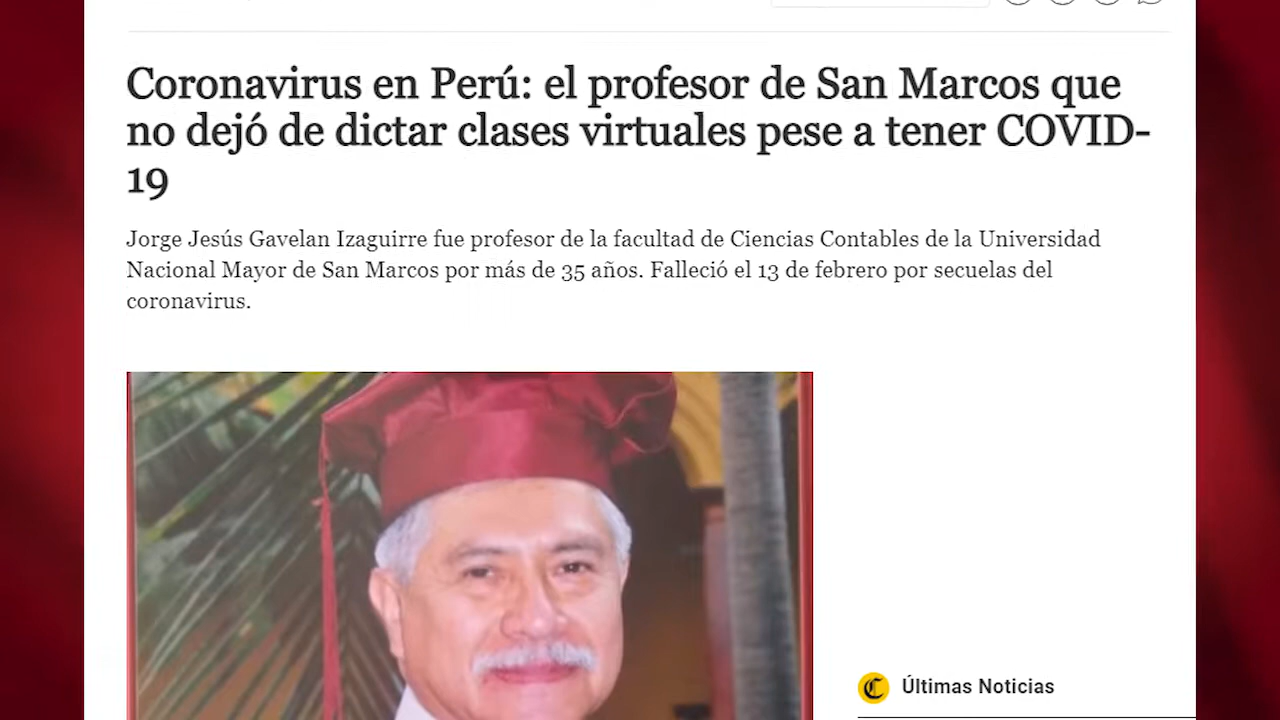 Coronavirus en Perú: el profesor de San Marcos que
no dejó de dictar clases virtuales pese a tener COVID-
19
Jorge Jesús Gavelan Izaguirre fue profesor de la facultad de Ciencias Contables de la Universidad
Nacional Mayor de San Marcos por más de 35 años. Falleció el 13 de febrero por secuelas del
coronavirus.
Últimas Noticias